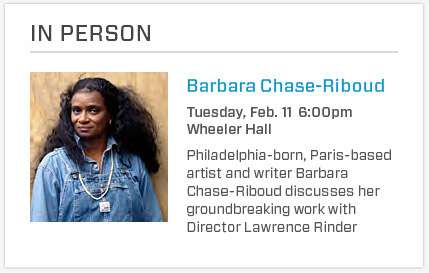 IN PERSON
Barbara Chase-Riboud
Tuesday, Feb. 11 6:00pm
Wheeler Hall
Philadelphia-born, Paris-based
artist and writer Barbara
Chase-Riboud discusses her
groundbreaking work with
Director Lawrence Rinder